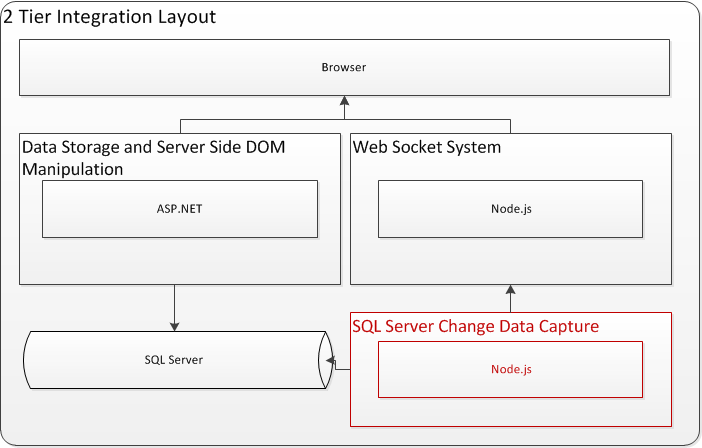 2 Tier Integration Layout
Browser
Data Storage and Server Side DOM
Manipulation
ASP.NET
Web Socket System
Node.js
SQL Server
SQL Server Change Data Capture
Node.js